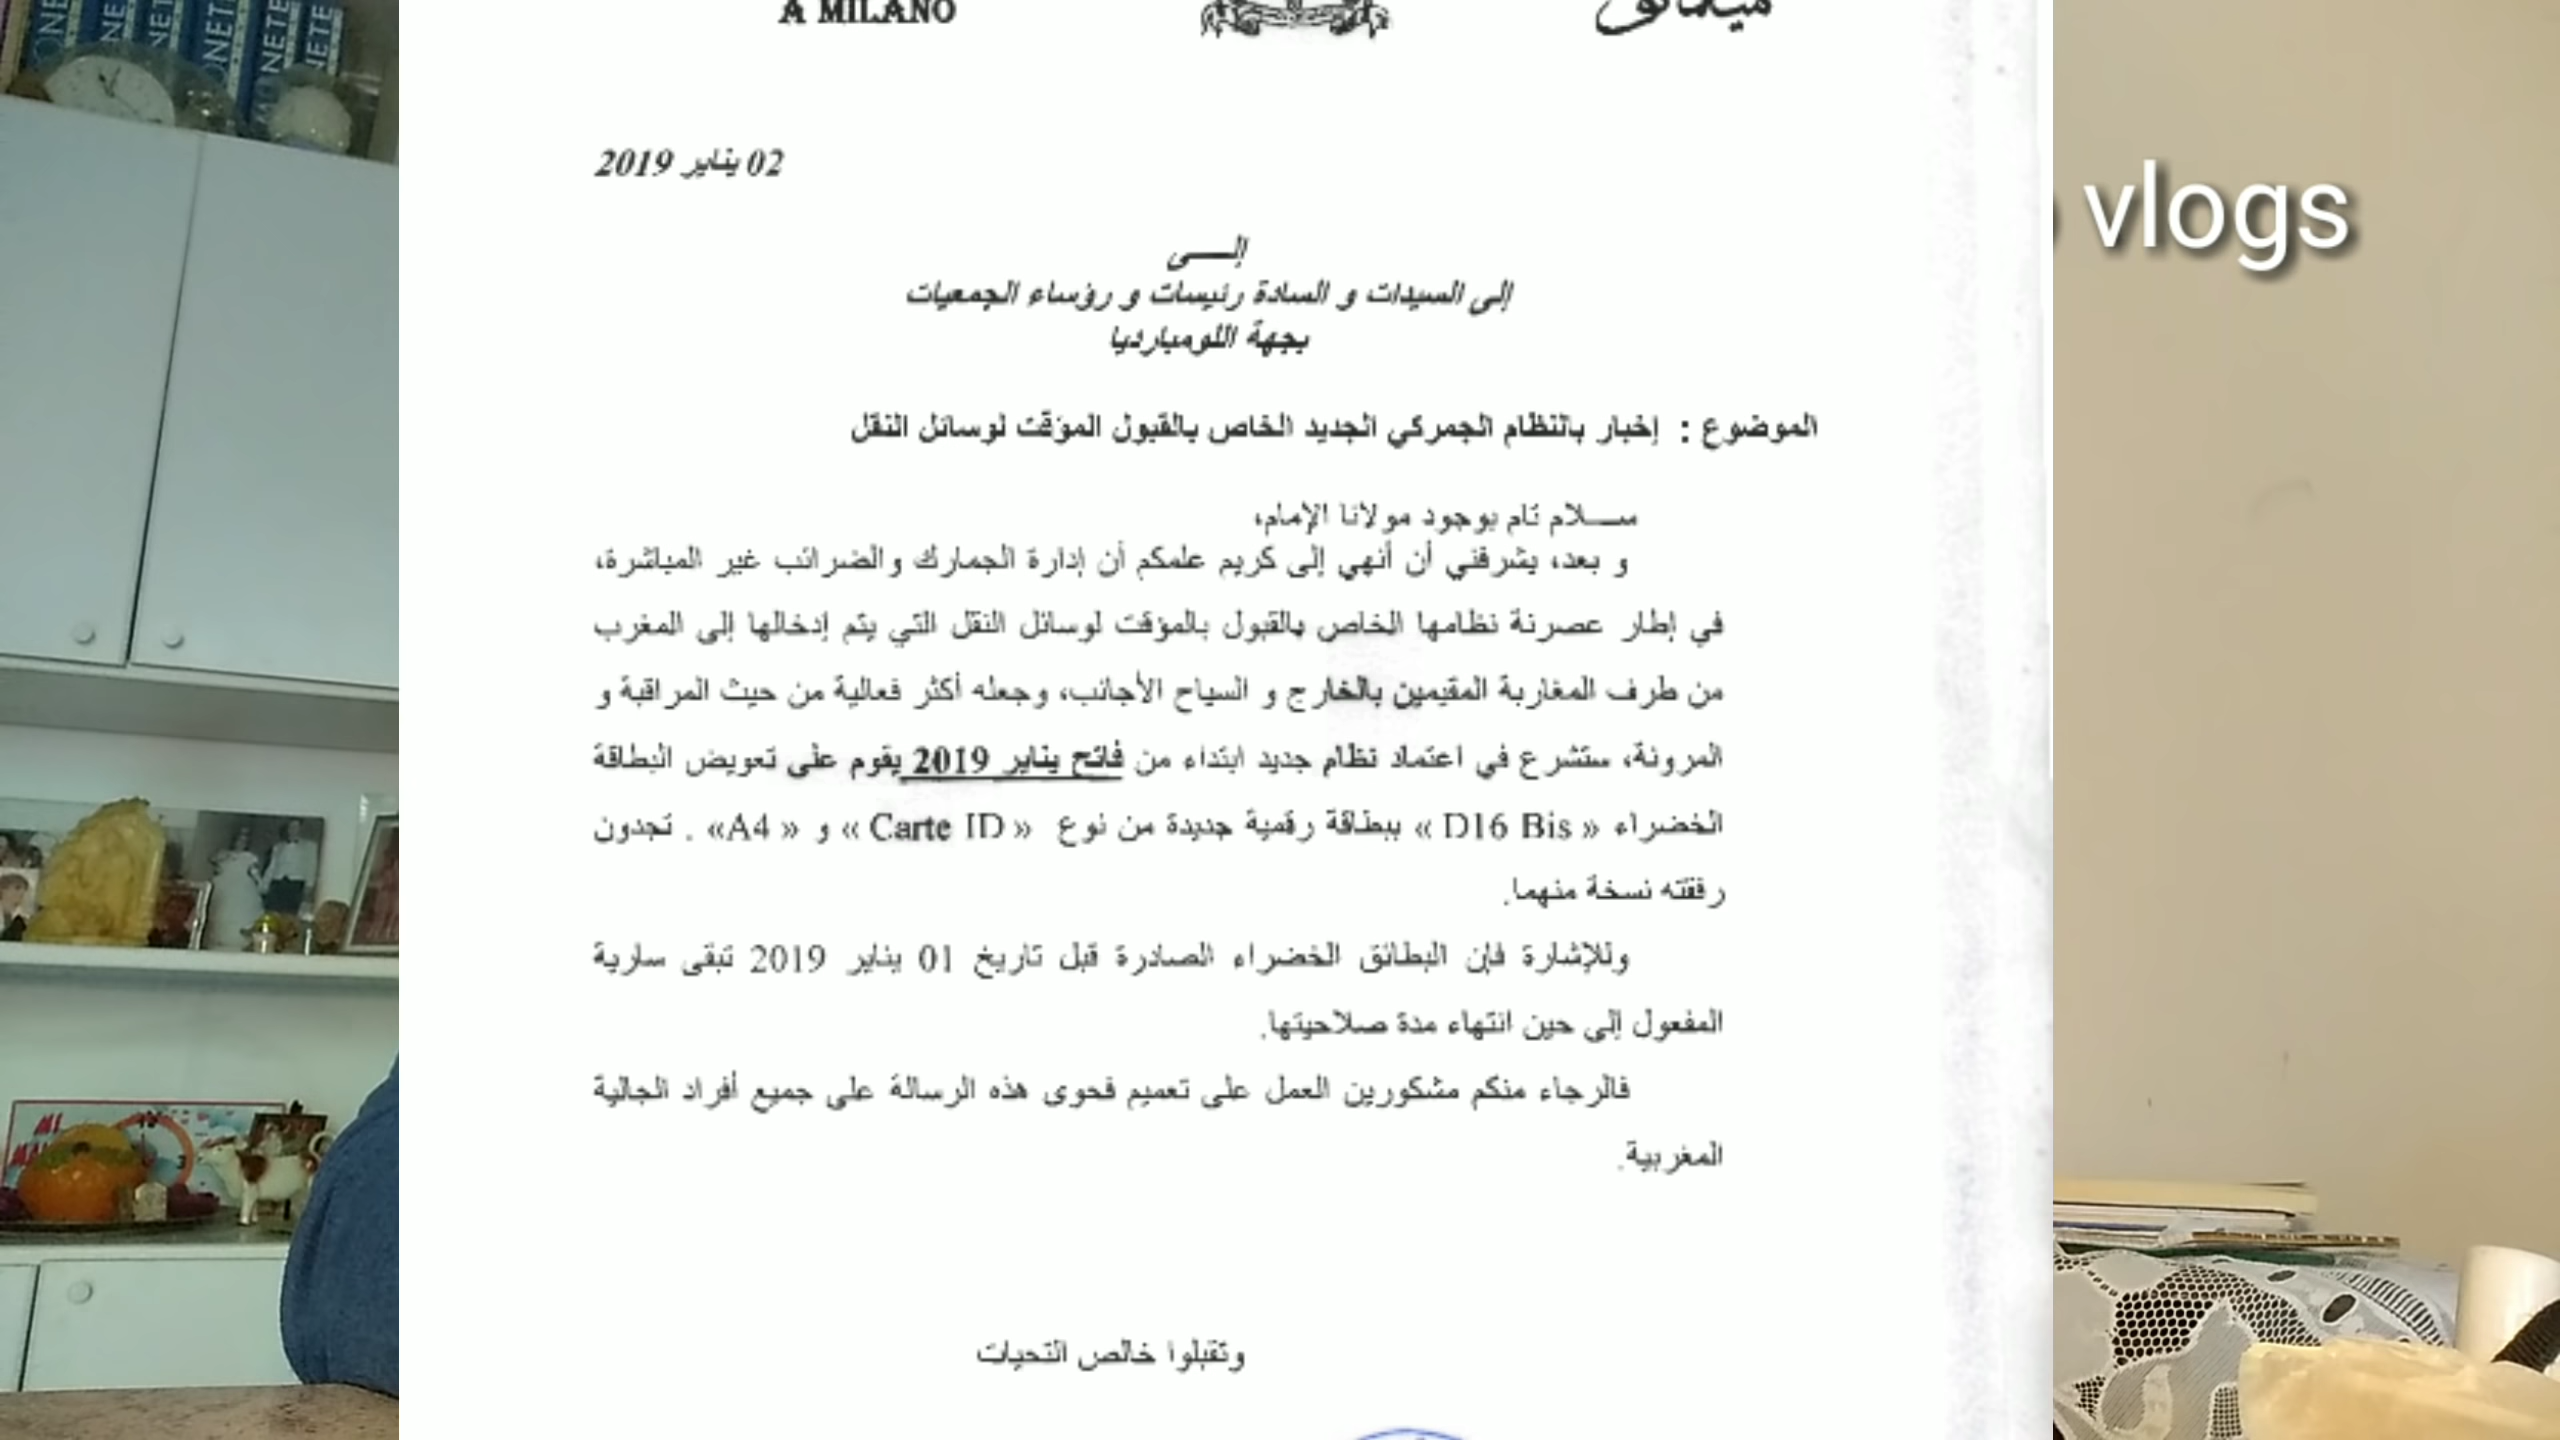 A MILANO
ميلانو
02 يناير 2019
إلـــى
إلى السيدات و السادة رئيسات و رؤساء الجمعيات
بجهة اللومبارديا
الموضوع : إخبار بالنظام الجمركي الجديد الخاص بالقبول المؤقت لوسائل النقل
ســـلام تام بوجود مولانا الإمام،
و بعد، يشرفني أن أنهي إلى كريم علمكم أن إدارة الجمارك والضرائب غير المباشرة،
في إطار عصرنة نظامها الخاص بالقبول بالمؤقت لوسائل النقل التي يتم إدخالها إلى المغرب
من طرف المغاربة المقيمين بالخارج و السياح الأجانب، وجعله أكثر فعالية من حيث المراقبة و
المرونة، ستشرع في اعتماد نظام جديد ابتداء من فاتح يناير 2019 يقوم على تعويض البطاقة
الخضراء « D16 Bis » ببطاقة رقمية جديدة من نوع « Carte ID » و « A4» . تجدون
رفقته نسخة منهما.
وللإشارة فإن البطائق الخضراء الصادرة قبل تاريخ 01 يناير 2019 تبقى سارية
المفعول إلى حين انتهاء مدة صلاحيتها.
فالرجاء منكم مشكورين العمل على تعميم فحوى هذه الرسالة على جميع أفراد الجالية
المغربية.
وتقبلوا خالص التحيات
vlogs